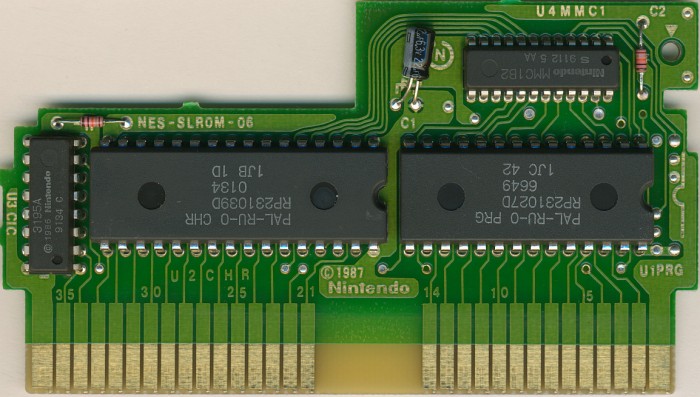 U4MMC1
C2
Nintendo
MMC1B2
9112 5 AA
N
C1
NES-SLROM-06
U3 CIC
3195A
© 1986 Nintendo
9134 C
PAL-RU-0 CHR
RP231039D
0134
1JB 1D
PAL-RU-0 PRG
RP231027D
6649
1JC 42
U1PRG
U2CHR
©1987
Nintendo
35
30
25
21
14
10
5